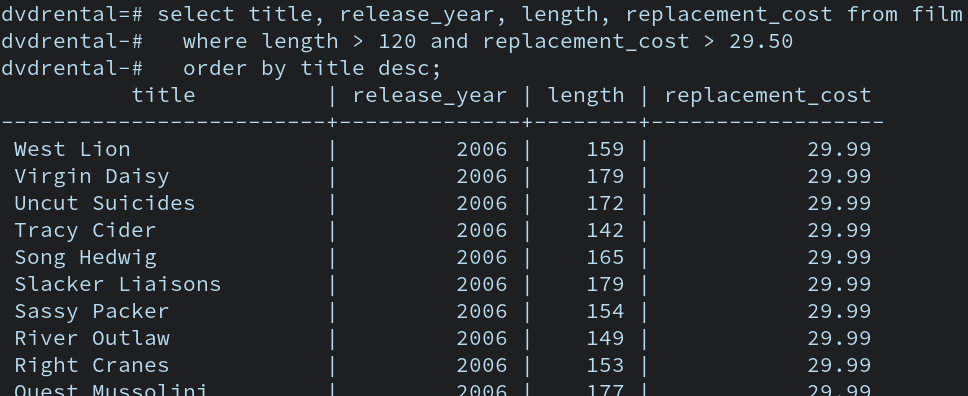 dvdrental=# select title, release_year, length, replacement_cost from film
dvdrental-#   where length > 120 and replacement_cost > 29.50
dvdrental-#   order by title desc;
          title          | release_year | length | replacement_cost
-------------------------+--------------+--------+------------------
 West Lion               |         2006 |    159 |            29.99
 Virgin Daisy            |         2006 |    179 |            29.99
 Uncut Suicides          |         2006 |    172 |            29.99
 Tracy Cider             |         2006 |    142 |            29.99
 Song Hedwig             |         2006 |    165 |            29.99
 Slacker Liaisons        |         2006 |    179 |            29.99
 Sassy Packer            |         2006 |    154 |            29.99
 River Outlaw            |         2006 |    149 |            29.99
 Right Cranes            |         2006 |    153 |            29.99
 Quest Mussolini         |         2006 |    177 |            29.99